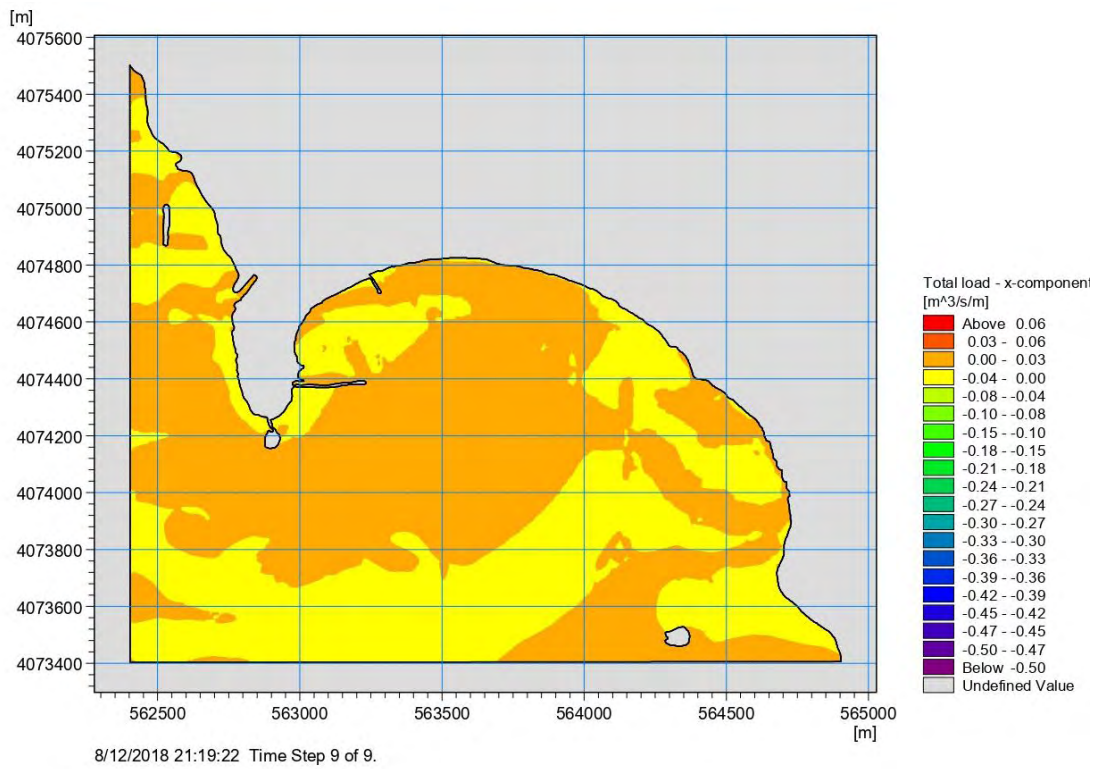 [m]
4075600
4075400
4075200
4075000
4074800
4074600
4074400
4074200
4074000
4073800
4073600
4073400
562500 563000 563500 564000 564500 565000
[m]
8/12/2018 21:19:22 Time Step 9 of 9.
Total load - x-component
[m^3/s/m]
Above 0.06
0.03 - 0.06
0.00 - 0.03
-0.04 - 0.00
-0.08 - -0.04
-0.10 - -0.08
-0.15 - -0.10
-0.18 - -0.15
-0.21 - -0.18
-0.24 - -0.21
-0.27 - -0.24
-0.30 - -0.27
-0.33 - -0.30
-0.36 - -0.33
-0.39 - -0.36
-0.42 - -0.39
-0.45 - -0.42
-0.47 - -0.45
-0.50 - -0.47
Below -0.50
Undefined Value